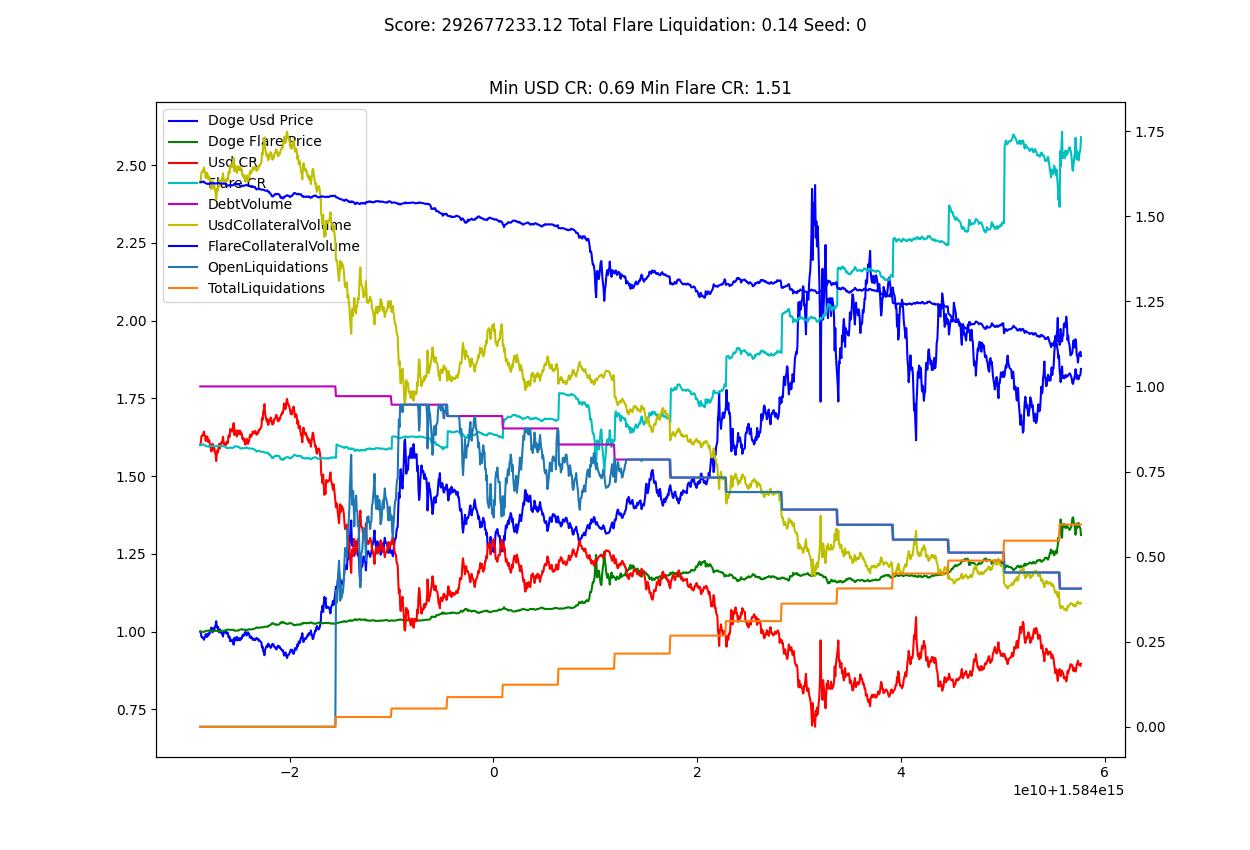 Score: 292677233.12 Total Flare Liquidation: 0.14 Seed: 0
Min USD CR: 0.69 Min Flare CR: 1.51
Doge Usd Price
Doge Flare Price
Usd CR
Flare CR
DebtVolume
UsdCollateralVolume
FlareCollateralVolume
OpenLiquidations
TotalLiquidations
2.50
2.25
2.00
1.75
1.50
1.25
1.00
0.75
1.75
1.50
1.25
1.00
0.75
0.50
0.25
0.00
−2 0 2 4 6
1e10+1.584e15